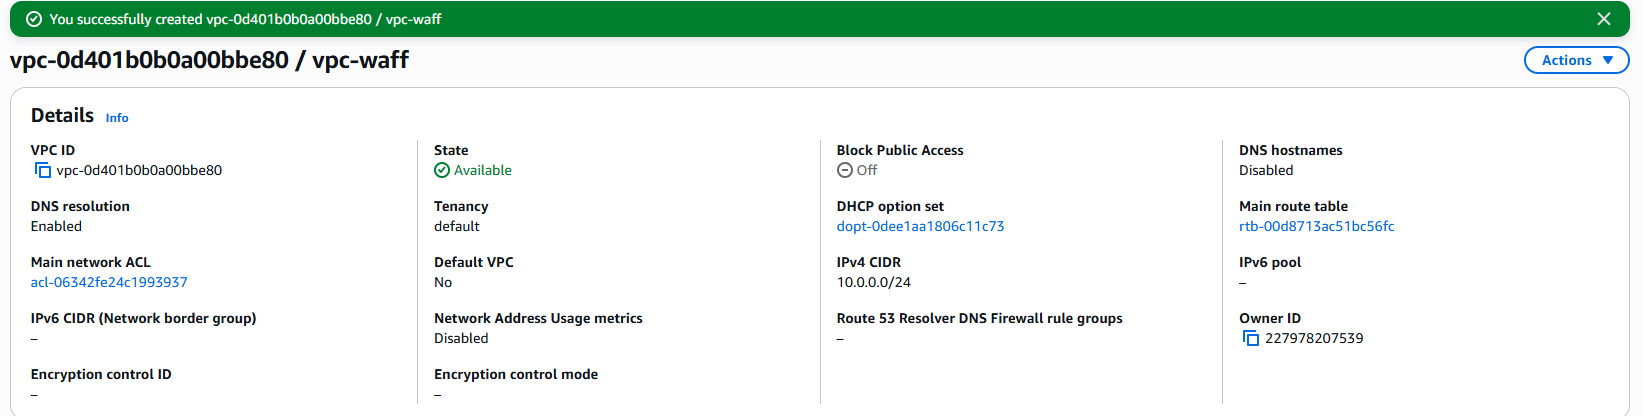 You successfully created vpc-0d401b0b0a00bbe80 / vpc-waff
vpc-0d401b0b0a00bbe80 / vpc-waff
Actions
Details Info
VPC ID
vpc-0d401b0b0a00bbe80
State
Available
Block Public Access
Off
DNS hostnames
Disabled
DNS resolution
Enabled
Tenancy
default
DHCP option set
dopt-0dee1aa1806c11c73
Main route table
rtb-00d8713ac51bc56fc
Main network ACL
acl-06342fe24c1993937
Default VPC
No
IPv4 CIDR
10.0.0.0/24
IPv6 pool
–
IPv6 CIDR (Network border group)
–
Network Address Usage metrics
Disabled
Route 53 Resolver DNS Firewall rule groups
–
Owner ID
227978207539
Encryption control ID
–
Encryption control mode
–